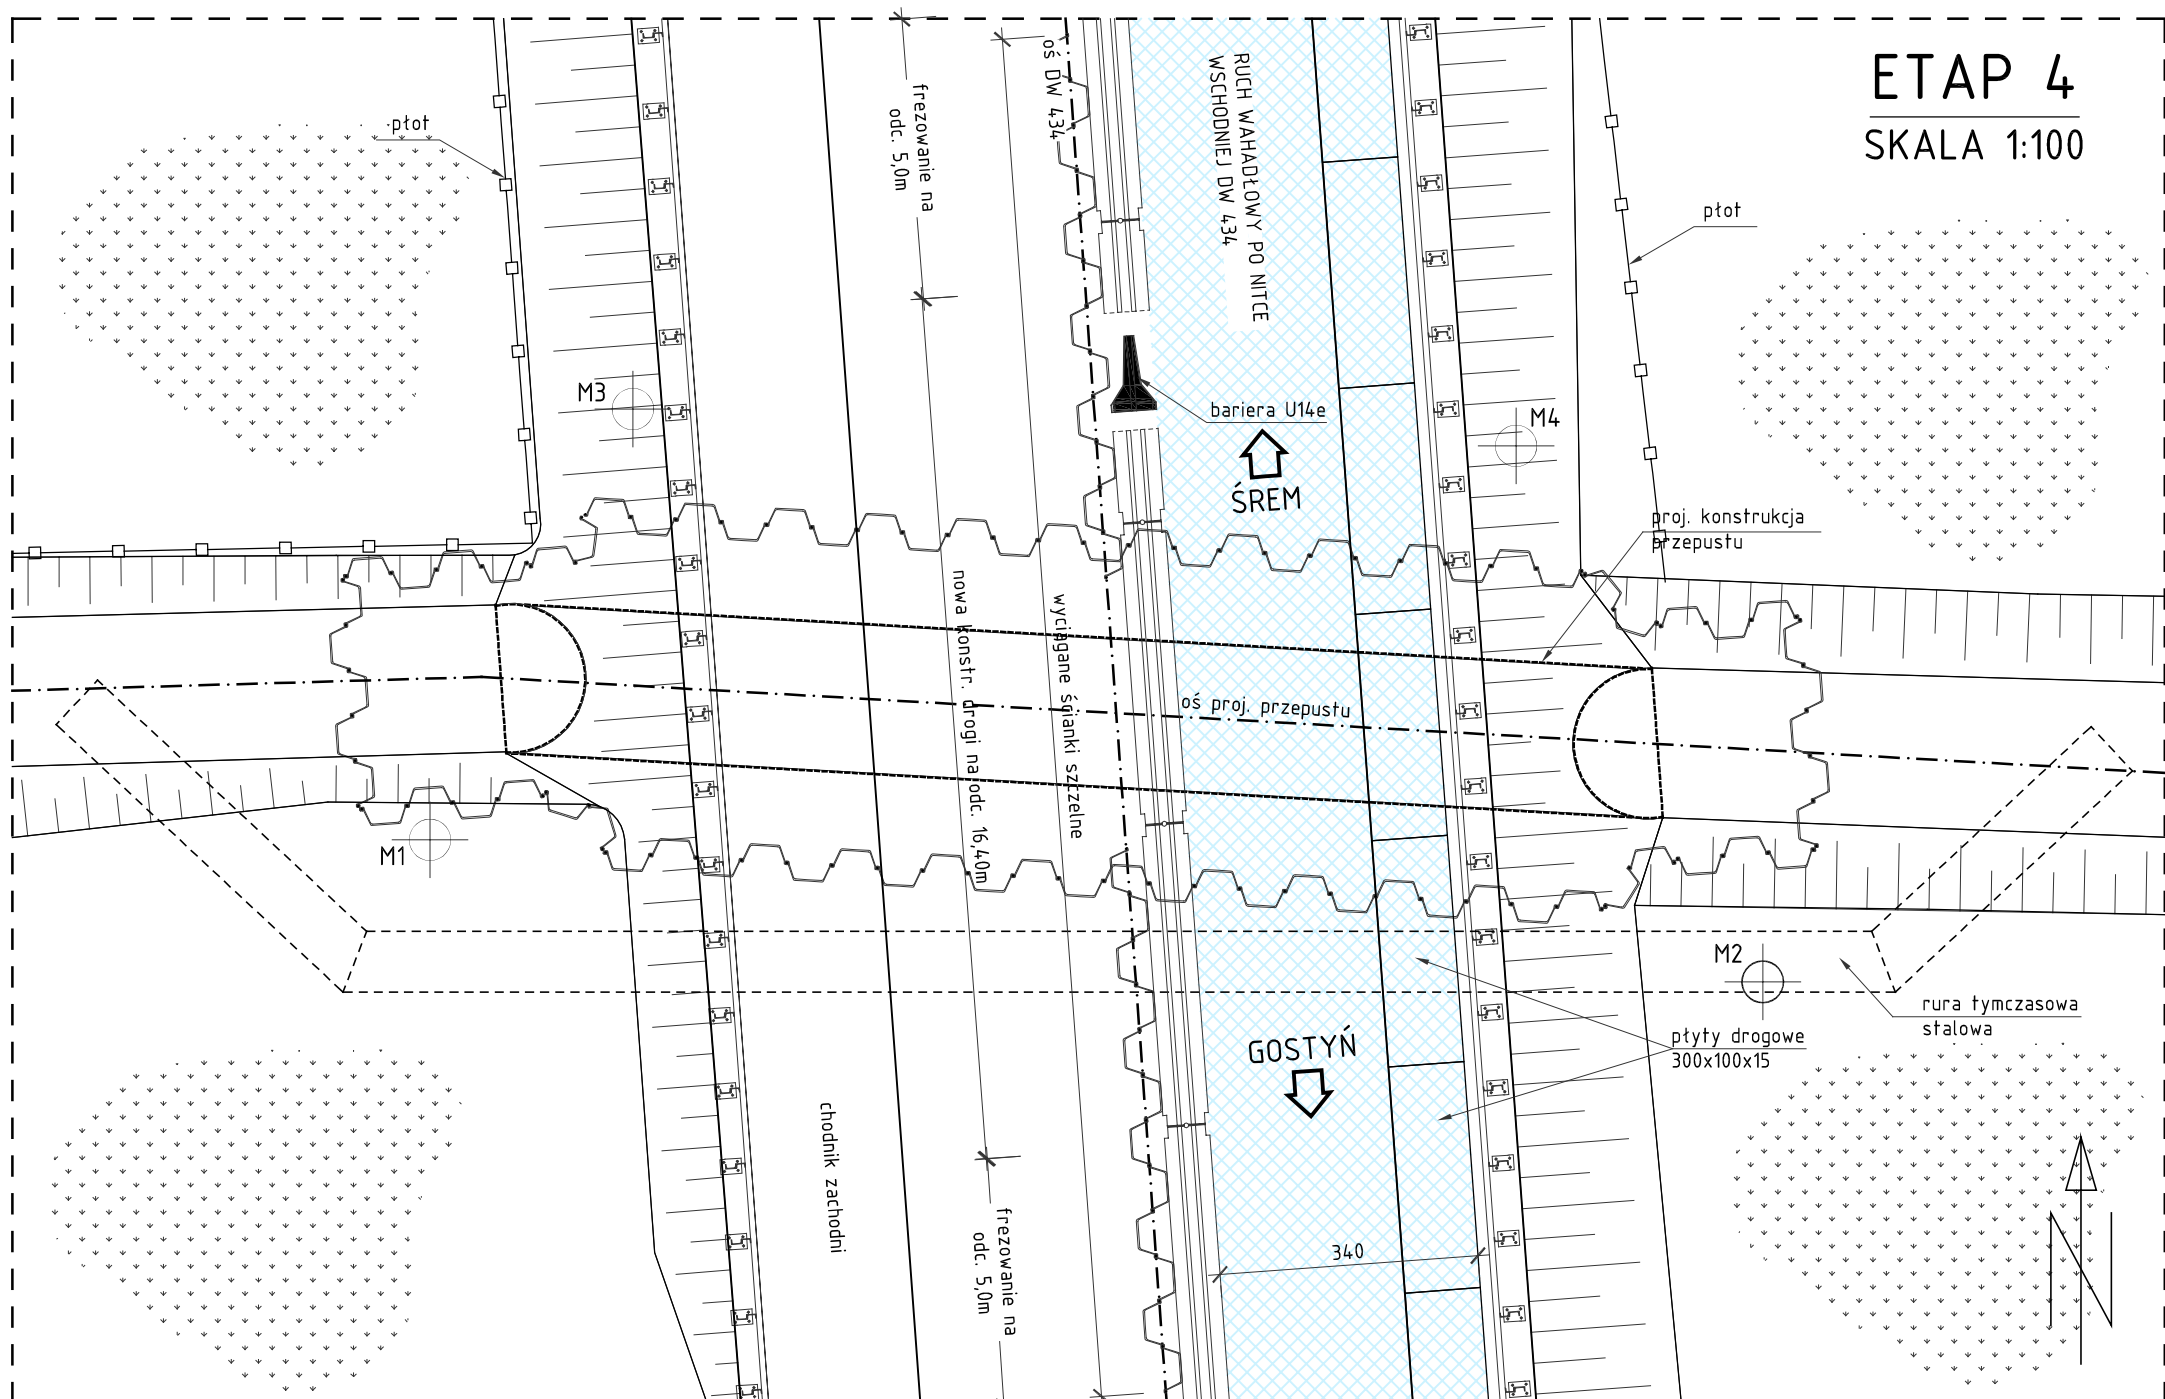 ETAP 4
SKALA 1:100
płot
frezowanie na
odc. 5,0m
oś DW 434
RUCH WAHADŁOWY PO NITCE
WSCHODNIEJ DW 434
płot
M3
bariera U14e
M4
ŚREM
proj. konstrukcja
przepustu
nowa konstr. drogi na odc. 16,40m
wyciągane ścianki szczelne
oś proj. przepustu
M1
M2
rura tymczasowa
stalowa
płyty drogowe
300x100x15
GOSTYŃ
chodnik zachodni
frezowanie na
odc. 5,0m
340
N